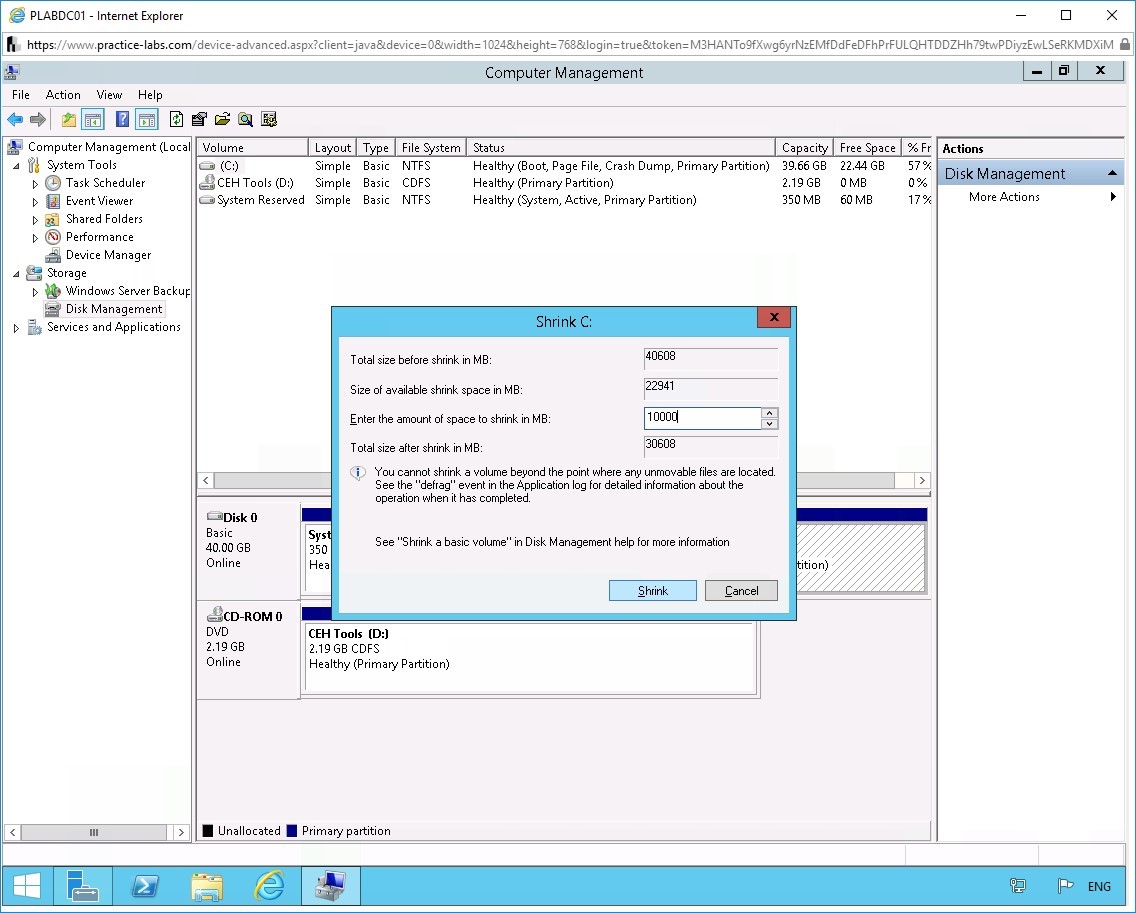 PLABDC01 - Internet Explorer
https://www.practice-labs.com/device-advanced.aspx?client=java&device=0&width=1024&height=768&login=true&token=M3HANTo9fXwg6yrNzEMfDdFeDFhPrFULQHTDDZHh79twPDiyzEwLSeRKMDXiM
Computer Management
File Action View Help
Computer Management (Local
System Tools
Task Scheduler
Event Viewer
Shared Folders
Performance
Device Manager
Storage
Windows Server Backup
Disk Management
Services and Applications
Volume Layout Type File System Status Capacity Free Space % Fr
(C:) Simple Basic NTFS Healthy (Boot, Page File, Crash Dump, Primary Partition) 39.66 GB 22.44 GB 57 %
CEH Tools (D:) Simple Basic CDFS Healthy (Primary Partition) 2.19 GB 0 MB 0 %
System Reserved Simple Basic NTFS Healthy (System, Active, Primary Partition) 350 MB 60 MB 17 %
Actions
Disk Management
More Actions
Shrink C:
Total size before shrink in MB: 40608
Size of available shrink space in MB: 22941
Enter the amount of space to shrink in MB: 10000
Total size after shrink in MB: 30608
You cannot shrink a volume beyond the point where any unmovable files are located.
See the "defrag" event in the Application log for detailed information about the
operation when it has completed.
See "Shrink a basic volume" in Disk Management help for more information
Shrink Cancel
Disk 0
Basic
40.00 GB
Online
Syst
350
Hea
tition)
CD-ROM 0
DVD
2.19 GB
Online
CEH Tools (D:)
2.19 GB CDFS
Healthy (Primary Partition)
Unallocated Primary partition
ENG